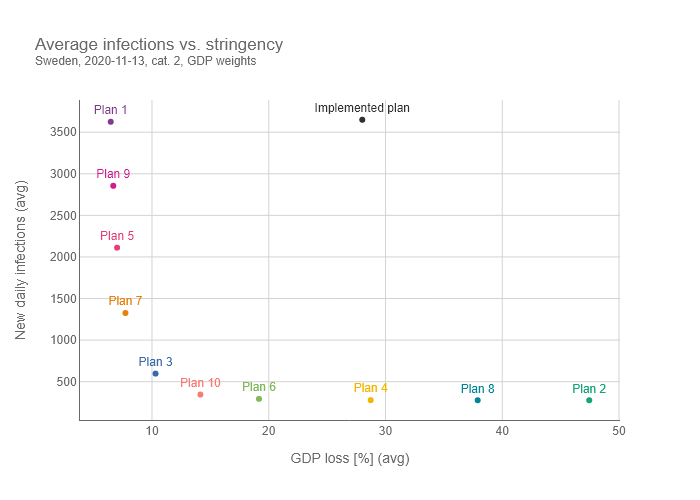 Average infections vs. stringency
Sweden, 2020-11-13, cat. 2, GDP weights
Plan 1
Implemented plan
3500
Plan 9
3000
2500
Plan 5
2000
Plan 7
1500
1000
Plan 3
500
Plan 10
Plan 6
Plan 4
Plan 8
Plan 2
New daily infections (avg)
10
20
30
40
50
GDP loss [%] (avg)